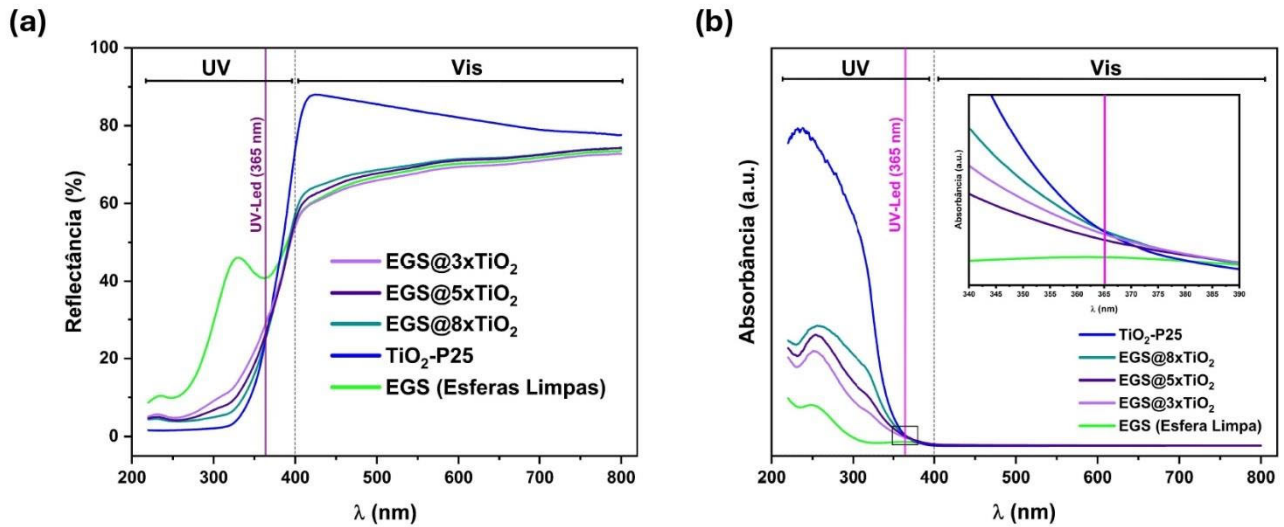 (a)
100
80
60
40
20
0
Reflectância (%)
UV
Vis
UV-Led (365 nm)
EGS@3xTiO₂
EGS@5xTiO₂
EGS@8xTiO₂
TiO₂-P25
EGS (Esferas Limpas)
200 300 400 500 600 700 800
λ (nm)
(b)
Absorbância (a.u.)
UV
Vis
UV-Led (365 nm)
Absorbância (a.u.)
340 345 350 355 360 365 370 375 380 385 390
λ (nm)
TiO₂-P25
EGS@8xTiO₂
EGS@5xTiO₂
EGS@3xTiO₂
EGS (Esfera Limpa)
200 300 400 500 600 700 800
λ (nm)